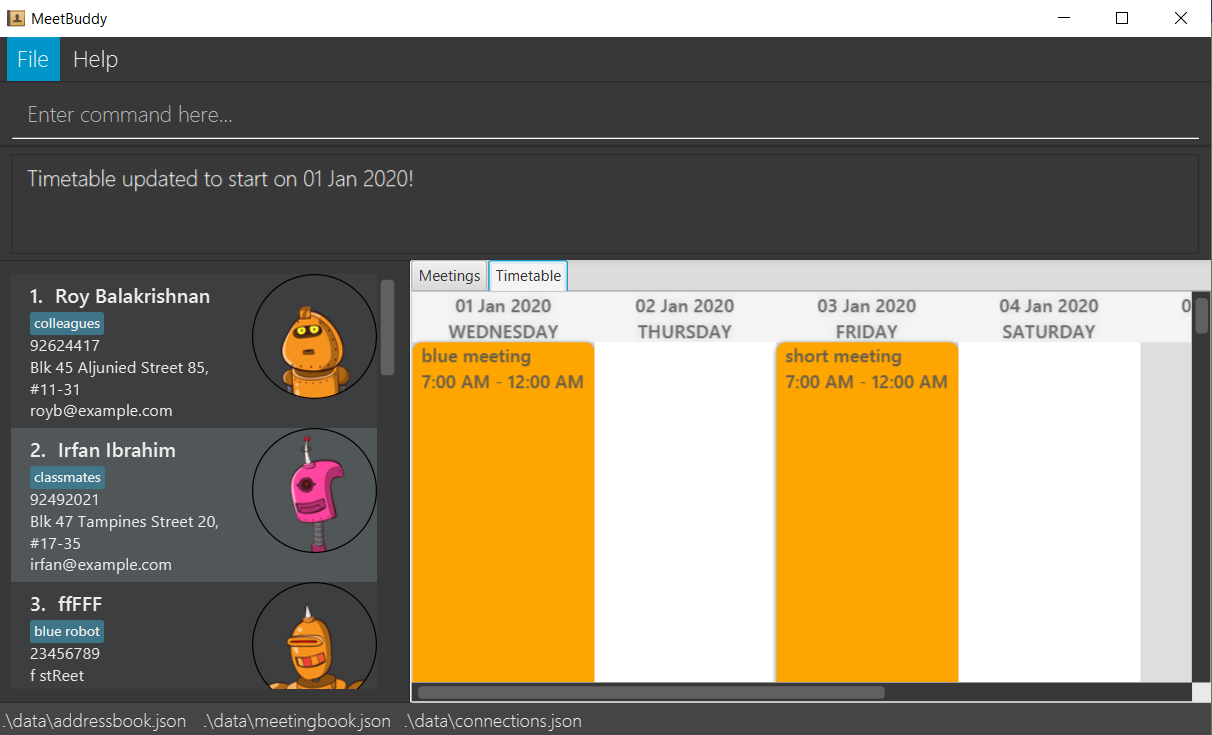 MeetBuddy
File Help
Enter command here...
Timetable updated to start on 01 Jan 2020!
1. Roy Balakrishnan
colleagues
92624417
Blk 45 Aljunied Street 85,
#11-31
royb@example.com
2. Irfan Ibrahim
classmates
92492021
Blk 47 Tampines Street 20,
#17-35
irfan@example.com
3. ffFFF
blue robot
23456789
f stReet
Meetings Timetable
01 Jan 2020 02 Jan 2020 03 Jan 2020 04 Jan 2020 0
WEDNESDAY THURSDAY FRIDAY SATURDAY
blue meeting short meeting
7:00 AM - 12:00 AM 7:00 AM - 12:00 AM
.\data\addressbook.json .\data\meetingbook.json .\data\connections.json